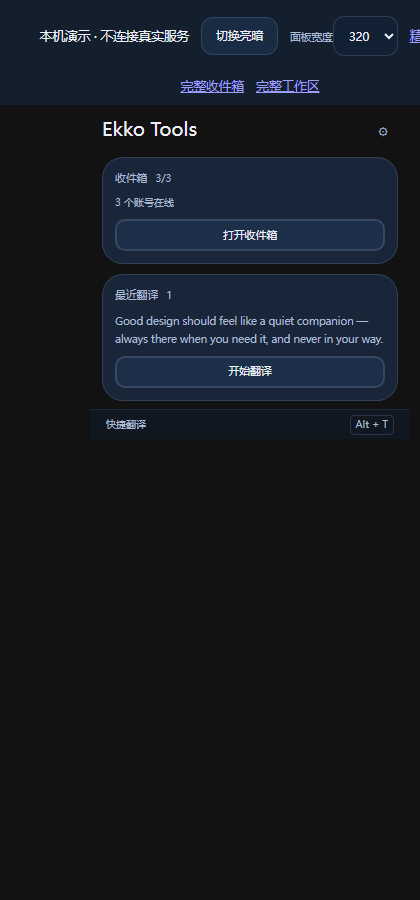 本机演示 · 不连接真实服务 切换亮暗 面板宽度 320
完整收件箱 完整工作区
Ekko Tools
收件箱 3/3
3 个账号在线
打开收件箱
最近翻译 1
Good design should feel like a quiet companion —
always there when you need it, and never in your way.
开始翻译
快捷翻译 Alt + T